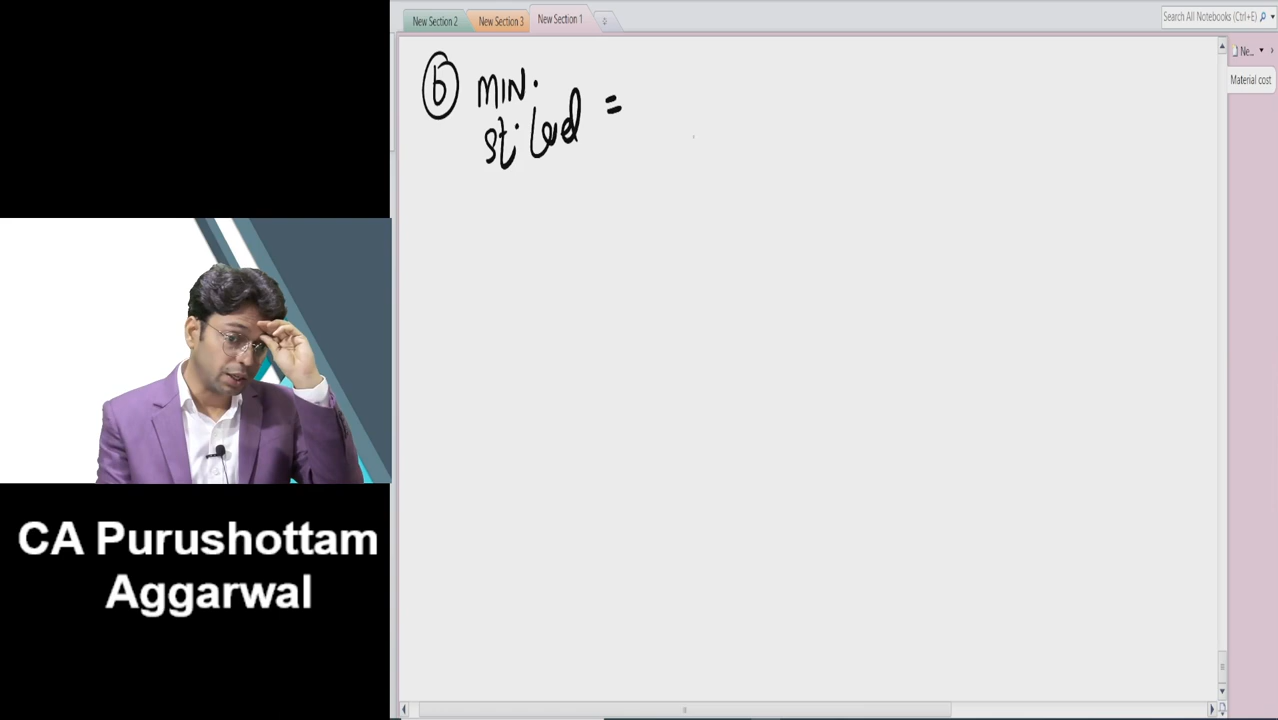 New Section 2
New Section 3
New Section 1
Search All Notebooks (Ctrl+E)
Ne...
Material cost
b MIN.
st. Level =
CA Purushottam
Aggarwal